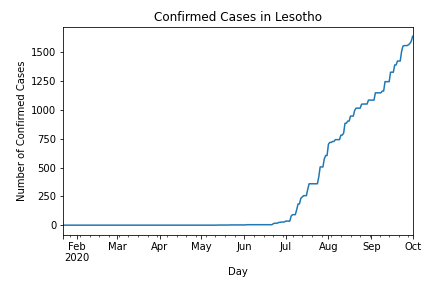 Confirmed Cases in Lesotho
Number of Confirmed Cases
1500
1250
1000
750
500
250
0
Feb Mar Apr May Jun Jul Aug Sep Oct
2020
Day